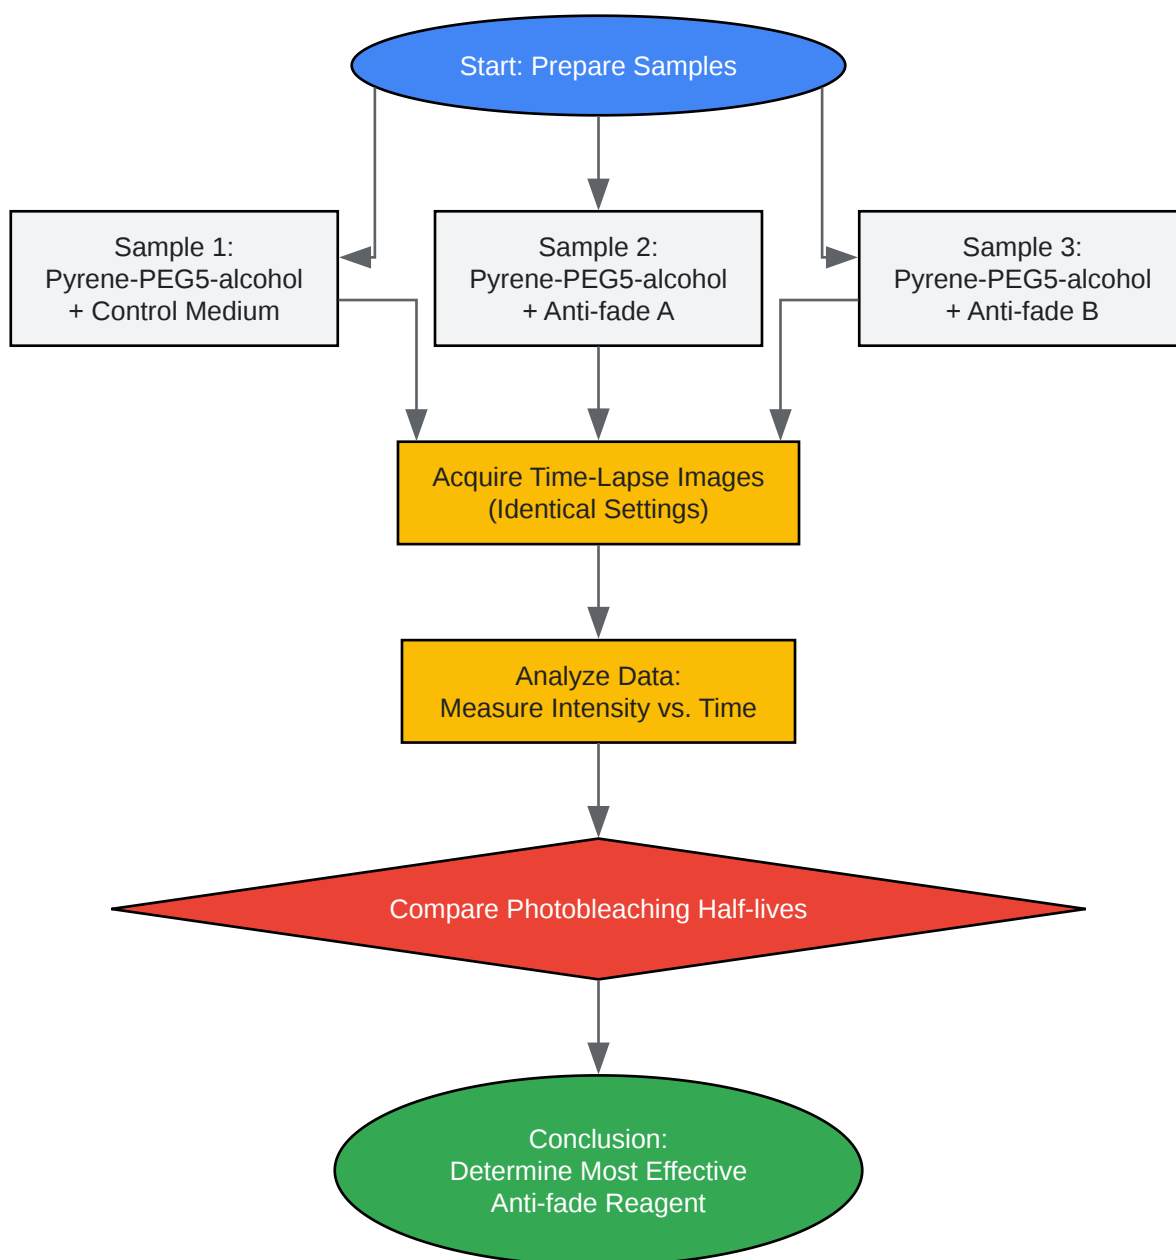 Start: Prepare Samples
Sample 1:
Pyrene-PEG5-alcohol
+ Control Medium
Sample 2:
Pyrene-PEG5-alcohol
+ Anti-fade A
Sample 3:
Pyrene-PEG5-alcohol
+ Anti-fade B
Acquire Time-Lapse Images
(Identical Settings)
Analyze Data:
Measure Intensity vs. Time
Compare Photobleaching Half-lives
Conclusion:
Determine Most Effective
Anti-fade Reagent